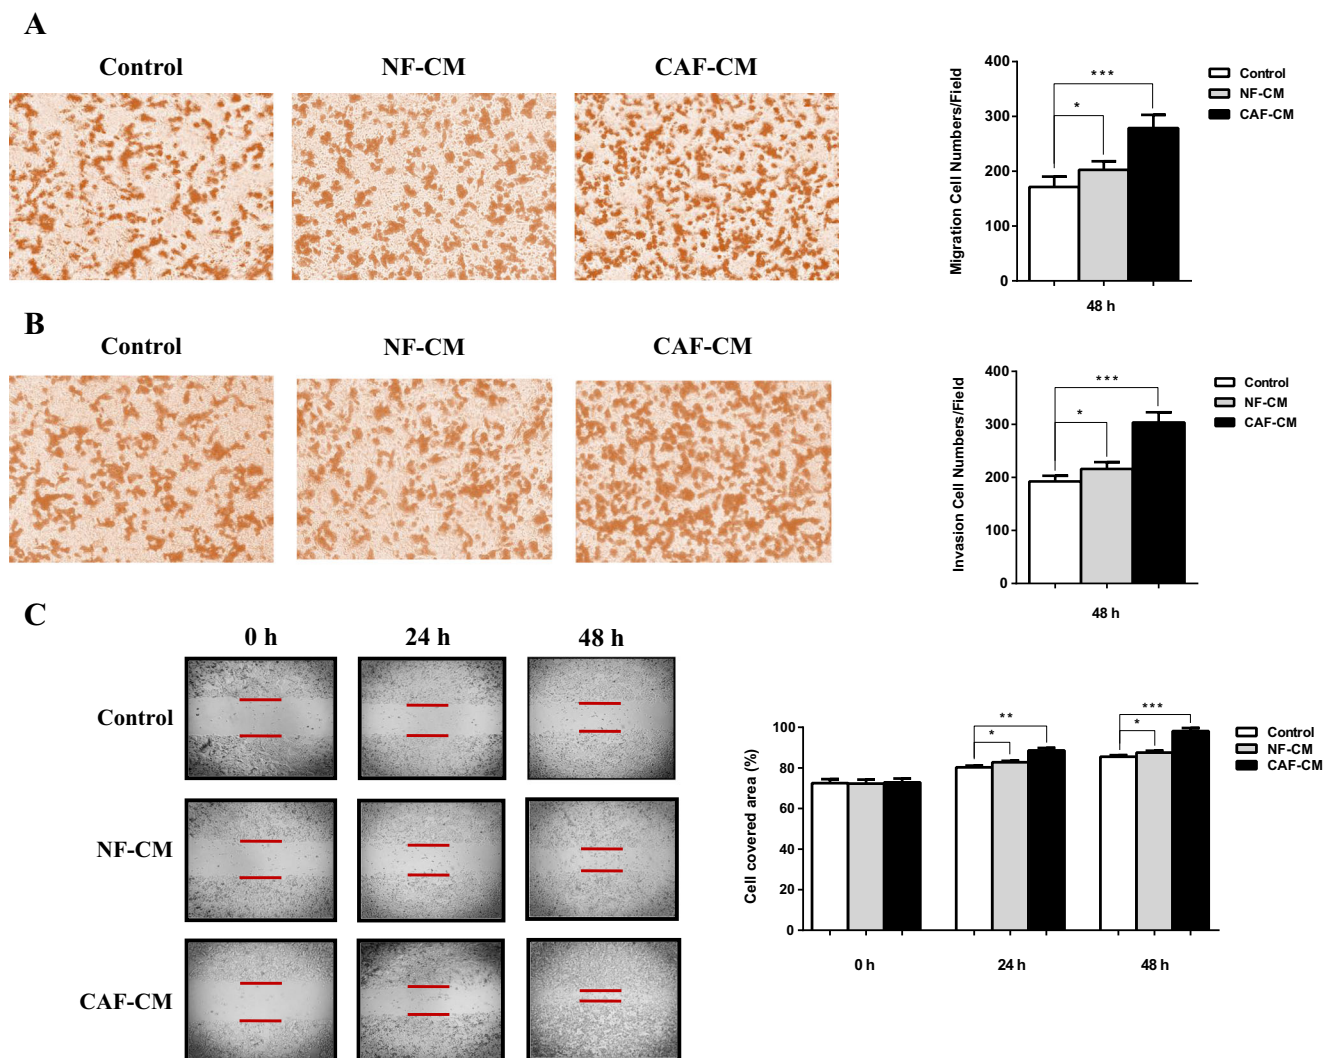 A
Control NF-CM CAF-CM
Migration Cell Numbers/Field
400
300
200
100
0
***
*
48 h
Control
NF-CM
CAF-CM
B
Control NF-CM CAF-CM
Invasion Cell Numbers/Field
400
300
200
100
0
***
*
48 h
Control
NF-CM
CAF-CM
C
0 h 24 h 48 h
Control
NF-CM
CAF-CM
Cell covered area (%)
100
80
60
40
20
0
**
*
***
*
0 h 24 h 48 h
Control
NF-CM
CAF-CM